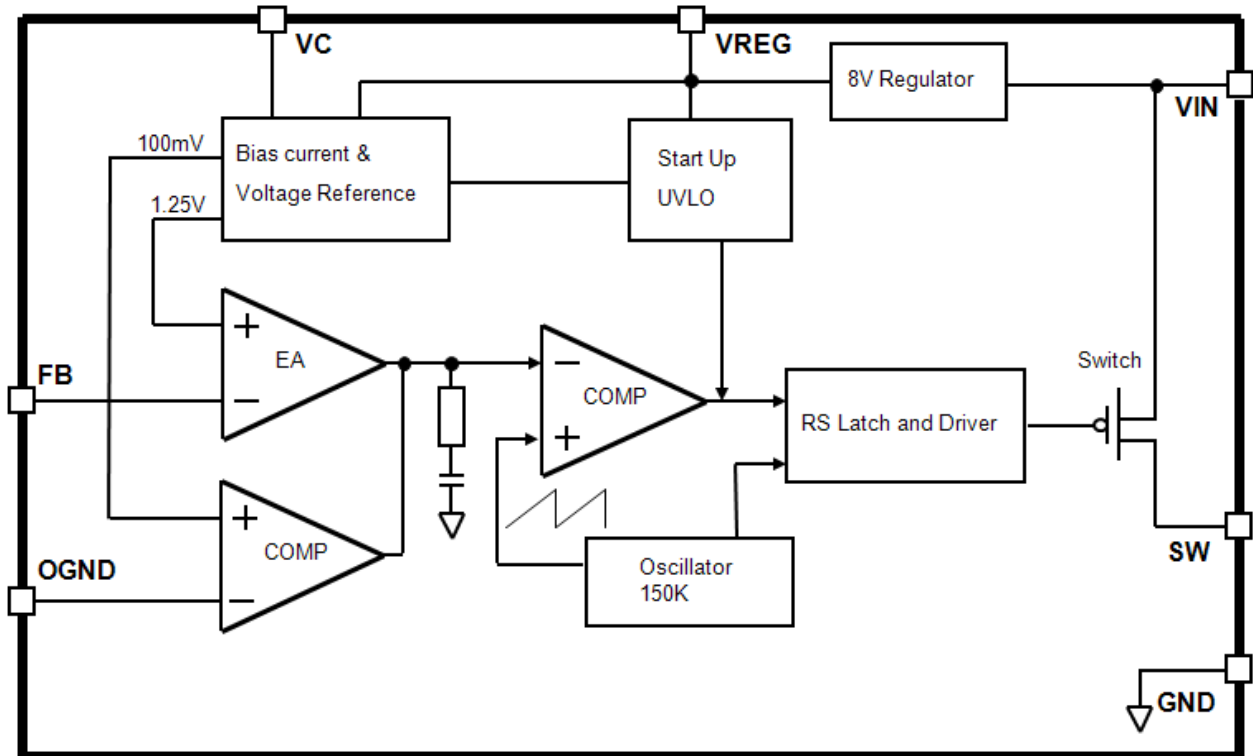 VC
VREG
8V Regulator
VIN
100mV
Bias current &
Voltage Reference
Start Up
UVLO
1.25V
+
EA
−
FB
−
COMP
+
Switch
RS Latch and Driver
+
COMP
−
OGND
Oscillator
150K
SW
GND